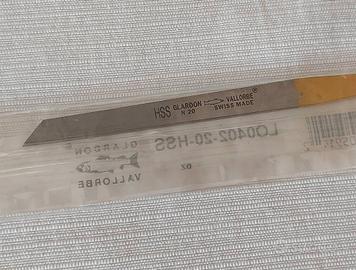 HSS GLARDON VALLORBE®
N 20 SWISS MADE
LO0402-20-HSS
GLARDON
VALLORBE